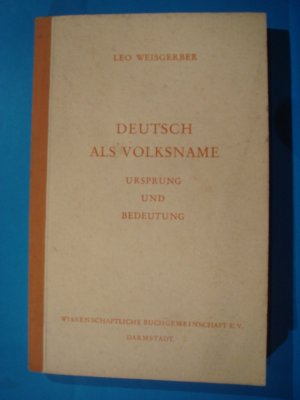 LEO WEISGERBER
DEUTSCH
ALS VOLKSNAME
URSPRUNG
UND
BEDEUTUNG
WISSENSCHAFTLICHE BUCHGEMEINSCHAFT E.V.
DARMSTADT